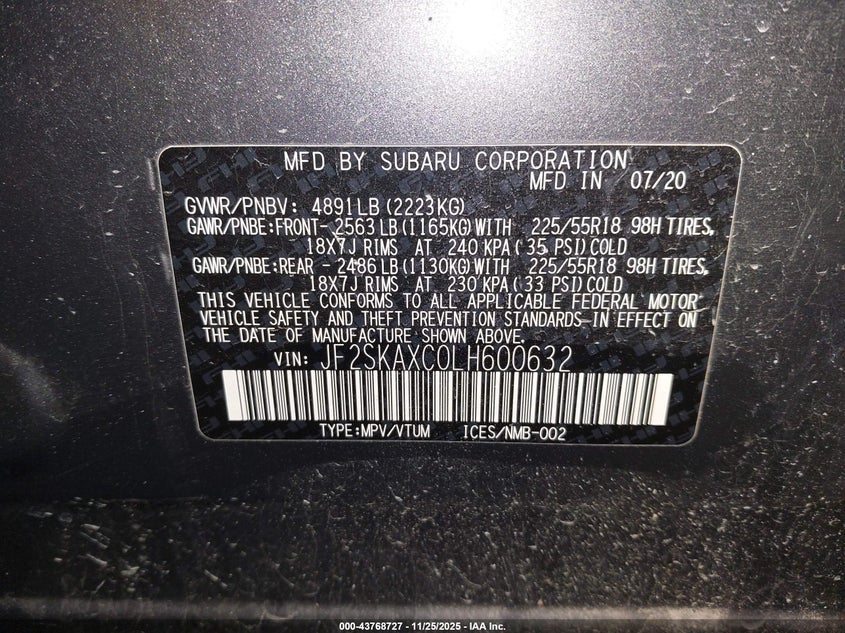 MFD BY SUBARU CORPORATION
MFD IN 07/20
GVWR/PNBV: 4891LB (2223KG)
GAWR/PNBE:FRONT- 2563 LB (1165KG) WITH 225/55R18 98H TIRES,
18X7J RIMS AT 240 KPA ( 35 PSI) COLD
GAWR/PNBE:REAR - 2486 LB (1130KG) WITH 225/55R18 98H TIRES,
18X7J RIMS AT 230 KPA ( 33 PSI) COLD
THIS VEHICLE CONFORMS TO ALL APPLICABLE FEDERAL MOTOR
VEHICLE SAFETY AND THEFT PREVENTION STANDARDS IN EFFECT ON
THE DATE OF MANUFACTURE SHOWN ABOVE.
VIN: JF2SKAXC0LH600632
TYPE:MPV/VTUM ICES/NMB-002
000-43768727 - 11/25/2025 - IAA Inc.